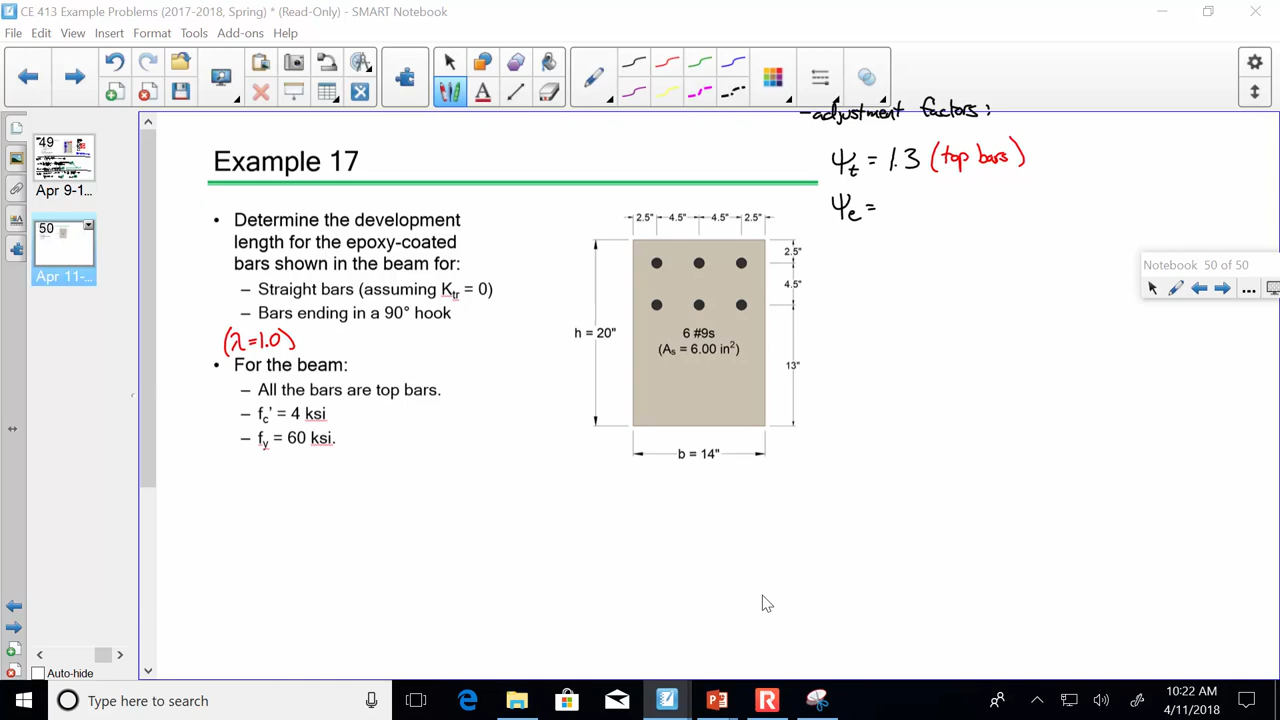 CE 413 Example Problems (2017-2018, Spring) * (Read-Only) - SMART Notebook
File Edit View Insert Format Tools Add-ons Help
- adjustment factors:
ψt = 1.3 (top bars)
ψe =
49
Apr 9-1...
50
Apr 11-...
Example 17
• Determine the development
length for the epoxy-coated
bars shown in the beam for:
– Straight bars (assuming Ktr = 0)
– Bars ending in a 90° hook
(λ=1.0)
• For the beam:
– All the bars are top bars.
– fc' = 4 ksi
– fy = 60 ksi.
2.5" 4.5" 4.5" 2.5"
2.5"
4.5"
h = 20"
6 #9s
(As = 6.00 in2)
13"
b = 14"
Notebook 50 of 50
...
Auto-hide
Type here to search
10:22 AM
4/11/2018